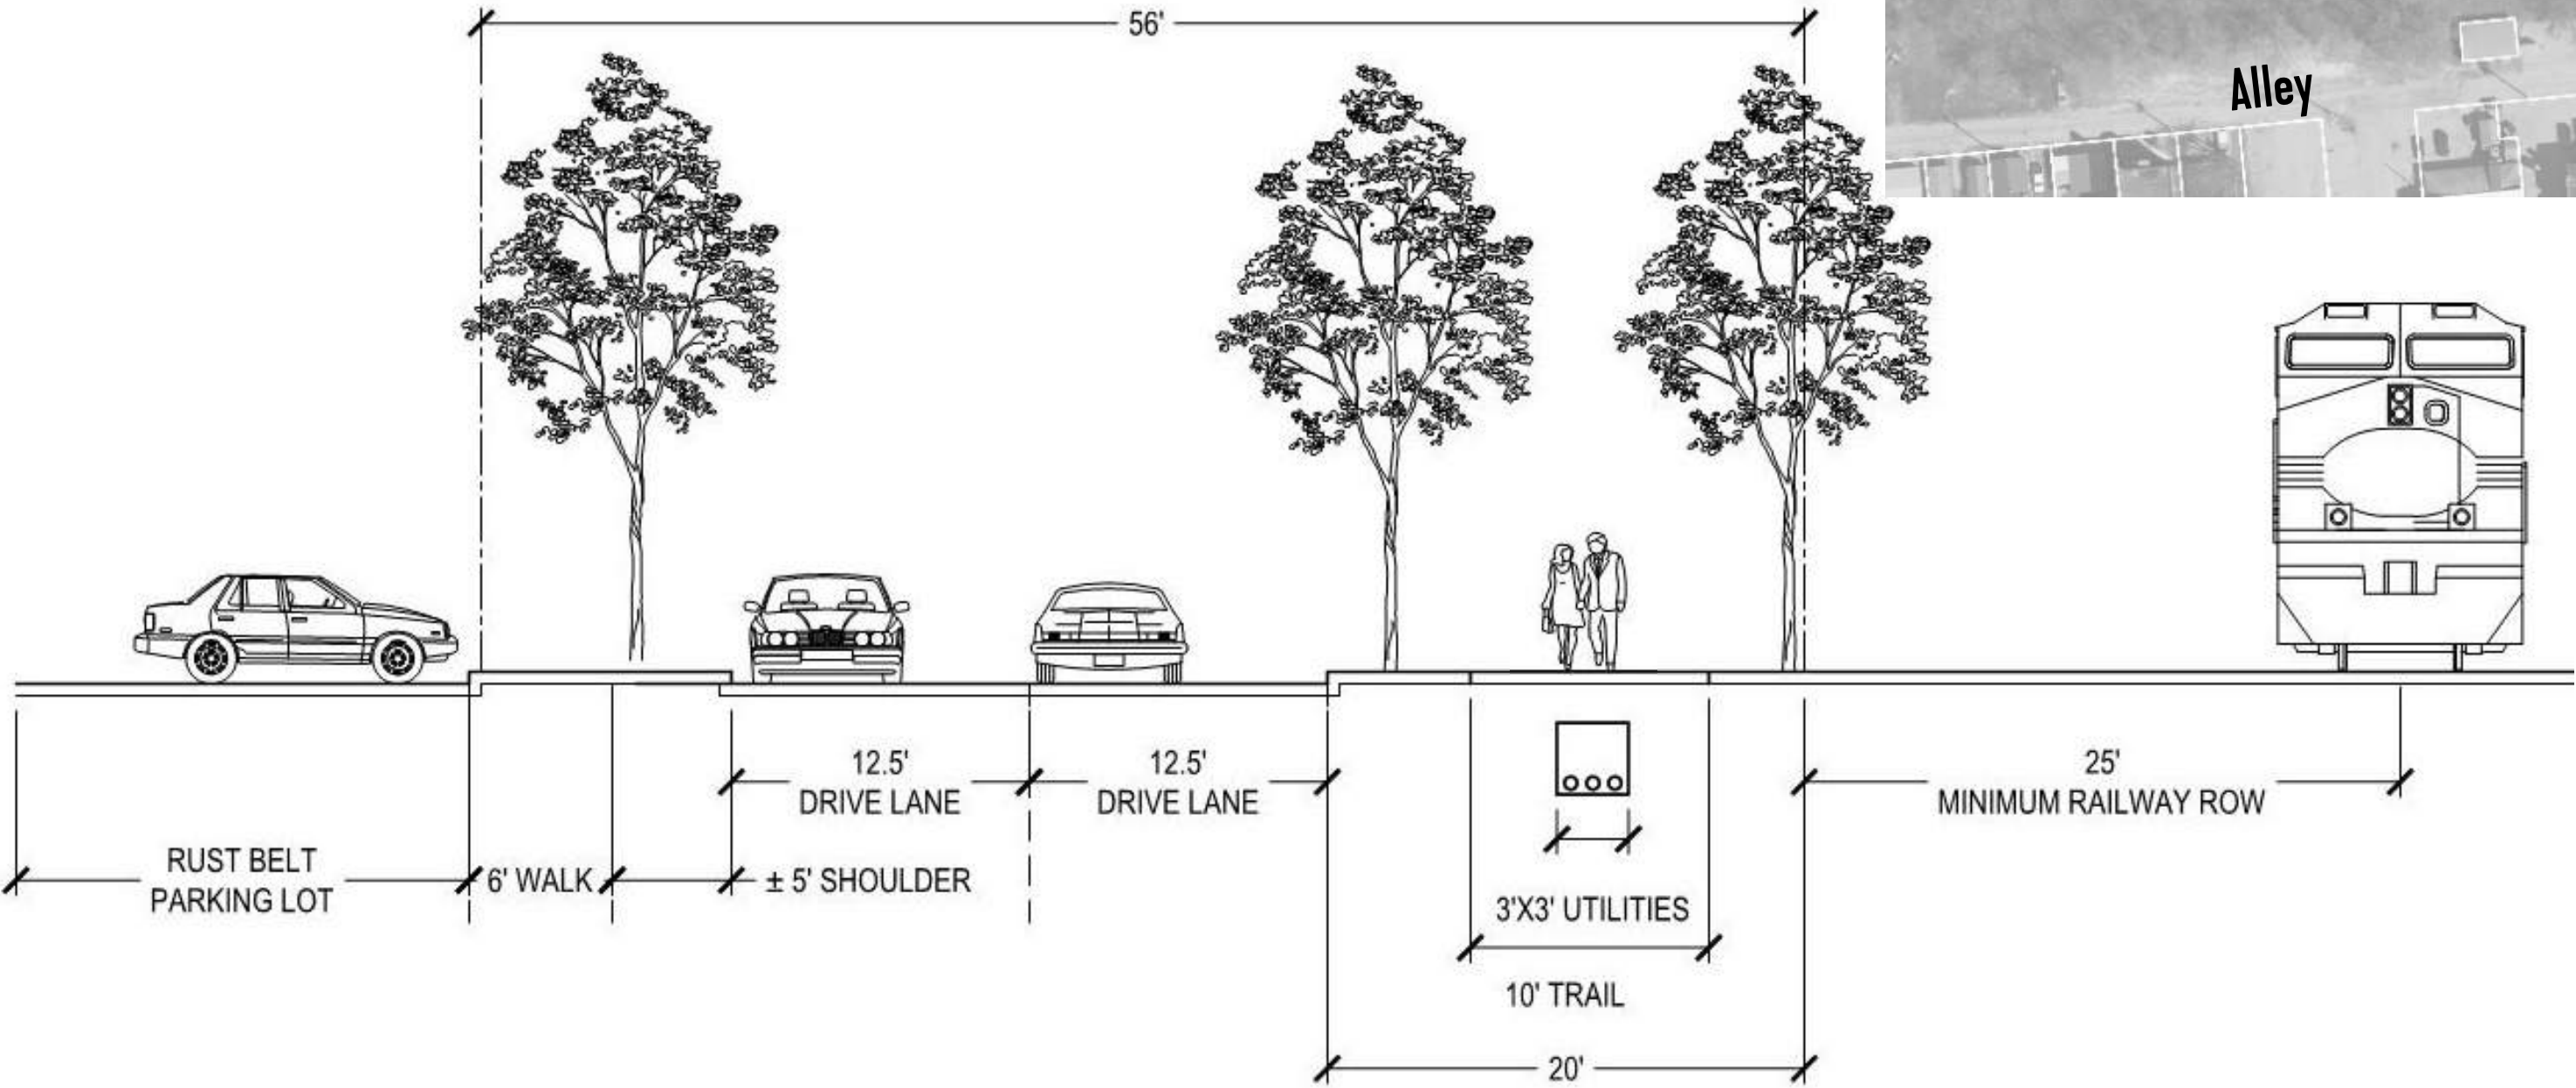 56'
Alley
12.5'
DRIVE LANE
12.5'
DRIVE LANE
25'
MINIMUM RAILWAY ROW
RUST BELT
PARKING LOT
6' WALK
± 5' SHOULDER
3'X3' UTILITIES
10' TRAIL
20'